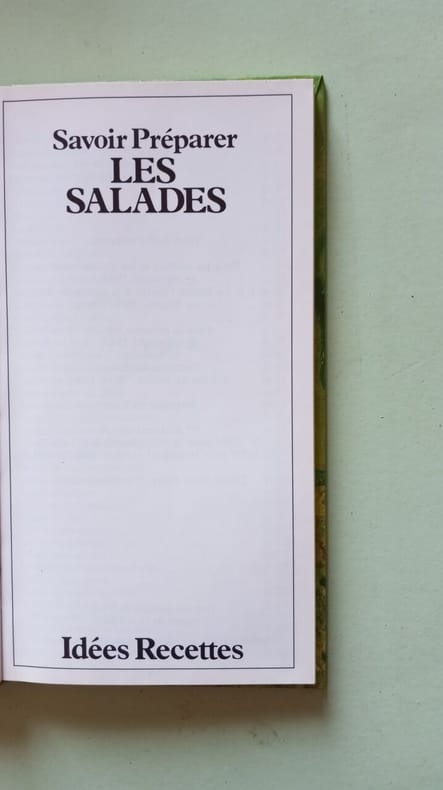 Savoir Préparer
LES
SALADES
Idées Recettes